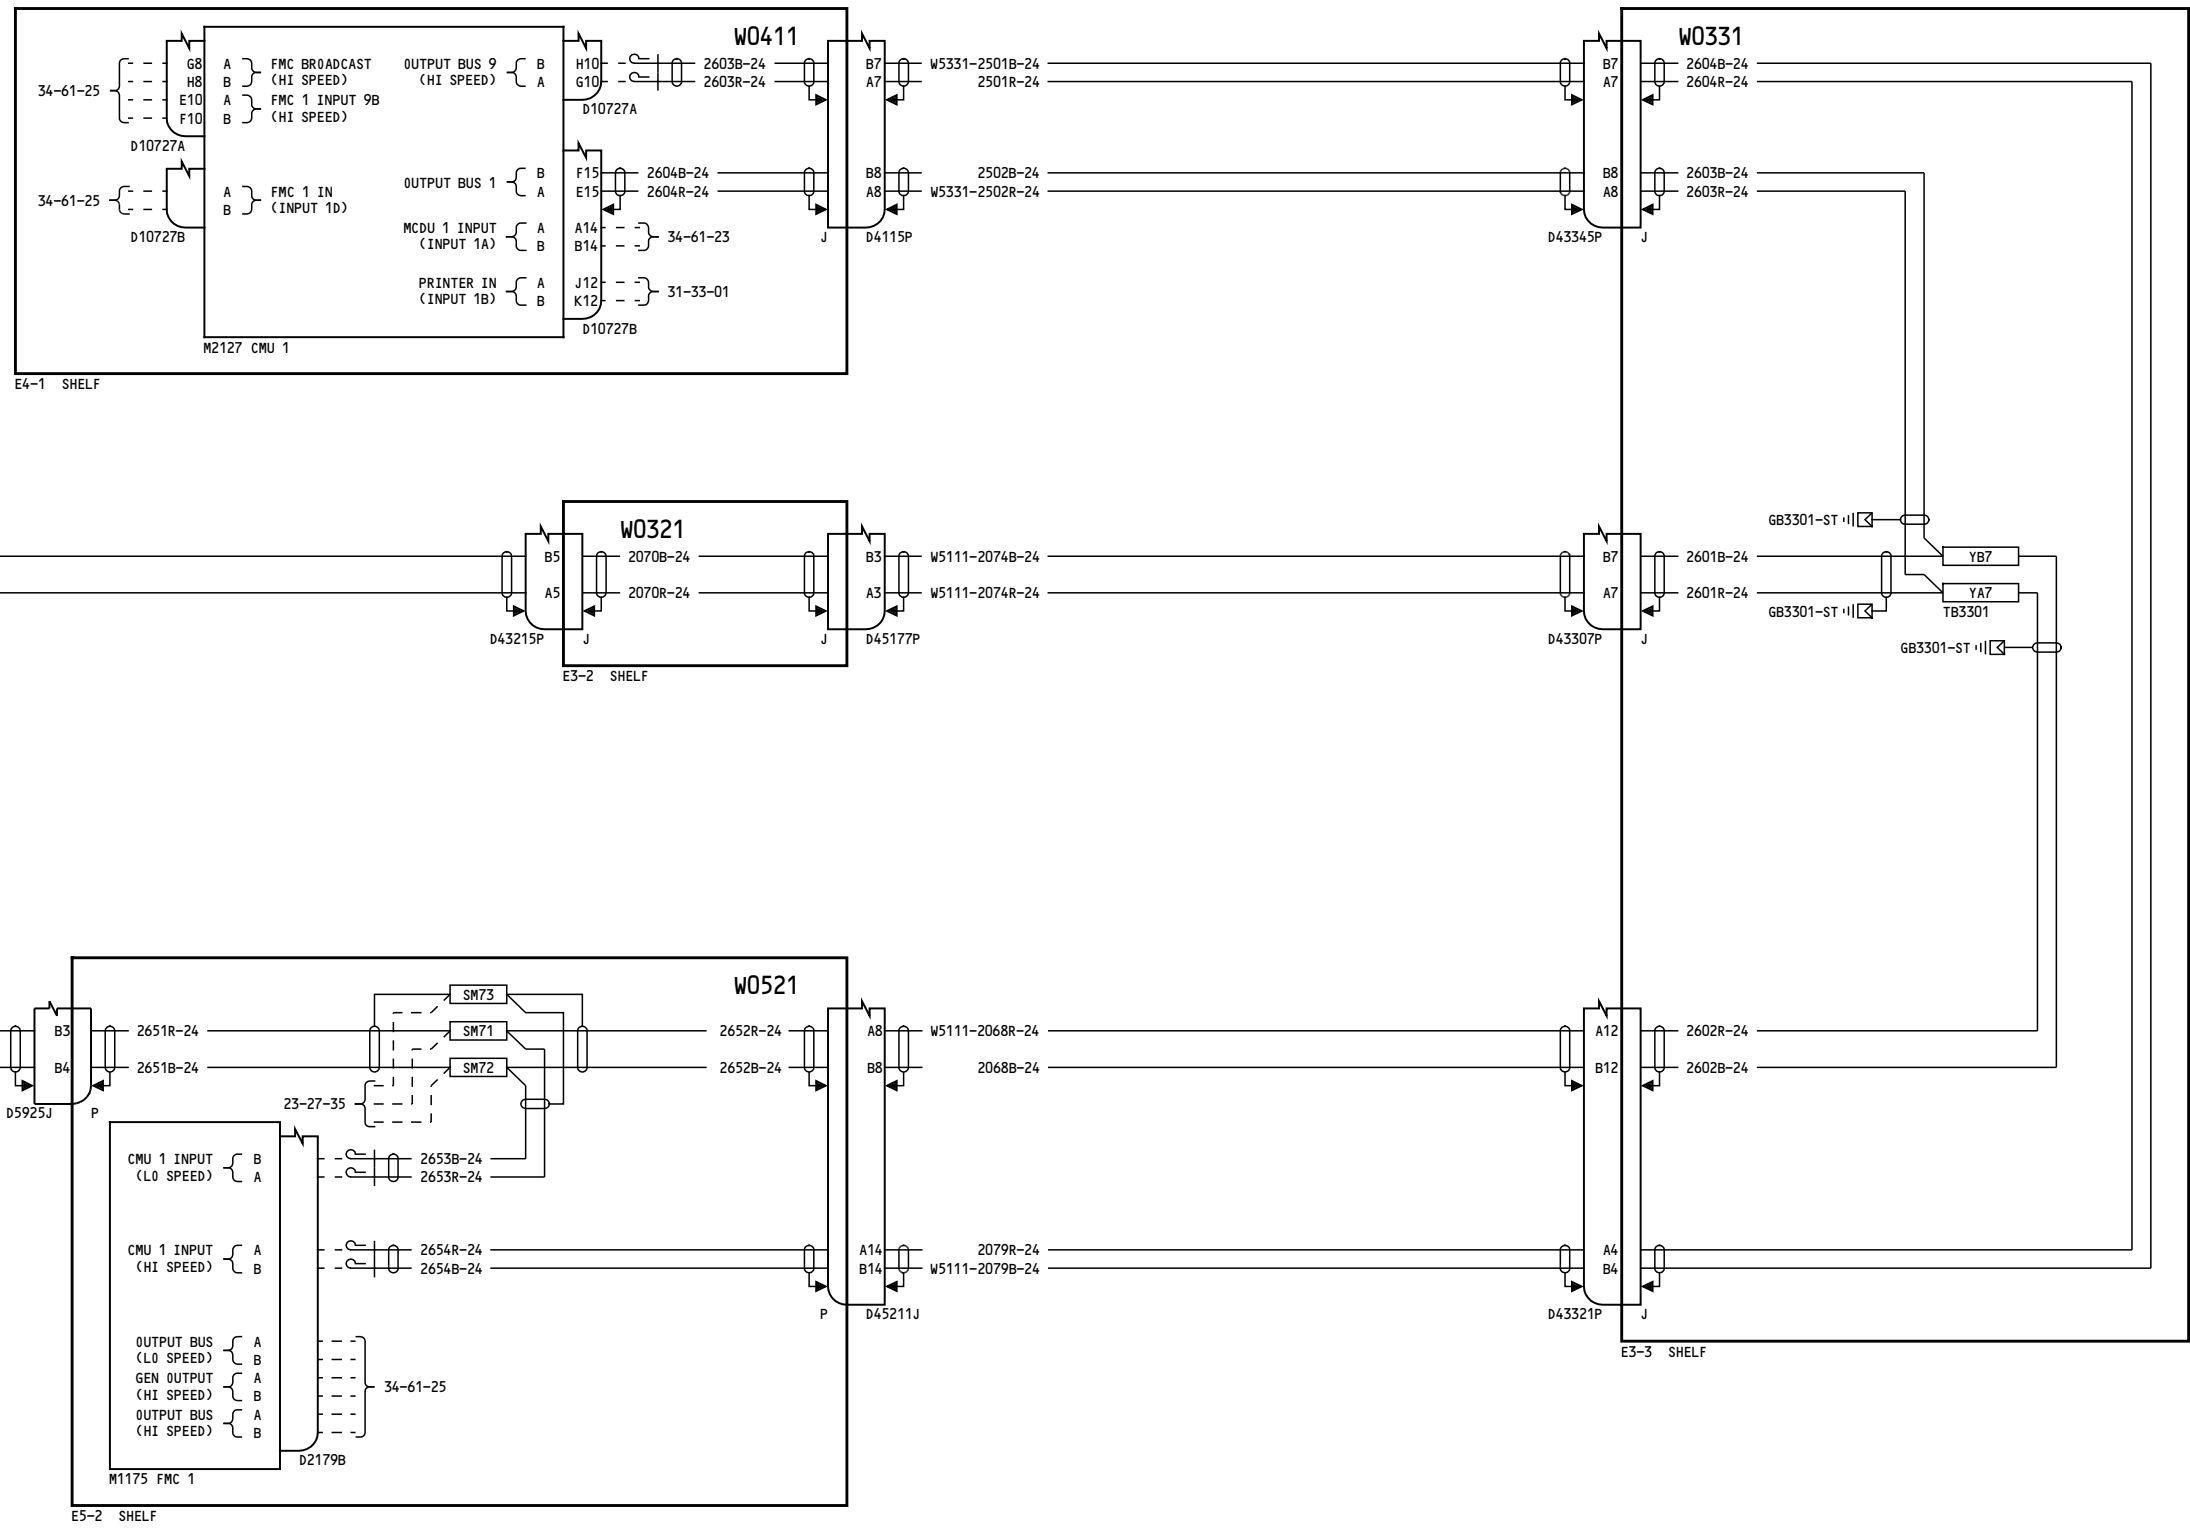 W0411
G8 A FMC BROADCAST
H8 B (HI SPEED)
E10 A FMC 1 INPUT 9B
F10 B (HI SPEED)
34-61-25
D10727A
OUTPUT BUS 9 B H10 2603B-24
(HI SPEED) A G10 2603R-24
D10727A
34-61-25
A FMC 1 IN
B (INPUT 1D)
D10727B
OUTPUT BUS 1
B F15 2604B-24
A E15 2604R-24
MCDU 1 INPUT A A14
(INPUT 1A) B B14
34-61-23
PRINTER IN A J12
(INPUT 1B) B K12
31-33-01
D10727B
M2127 CMU 1
E4-1 SHELF
B7 W5331-2501B-24 B7
A7 2501R-24 A7
B8 2502B-24 B8
A8 W5331-2502R-24 A8
J D4115P
D43345P J
W0331
2604B-24
2604R-24
2603B-24
2603R-24
W0321
B5 2070B-24 B3 W5111-2074B-24 B7 2601B-24
A5 2070R-24 A3 W5111-2074R-24 A7 2601R-24
D43215P J
J D45177P
D43307P J
E3-2 SHELF
GB3301-ST
YB7
YA7
GB3301-ST
TB3301
GB3301-ST
W0521
SM73
B3 2651R-24 SM71 2652R-24 A8 W5111-2068R-24 A12 2602R-24
B4 2651B-24 SM72 2652B-24 B8 2068B-24 B12 2602B-24
D5925J P
23-27-35
CMU 1 INPUT B 2653B-24
(LO SPEED) A 2653R-24
CMU 1 INPUT A 2654R-24 A14 2079R-24 A4
(HI SPEED) B 2654B-24 B14 W5111-2079B-24 B4
P D45211J
D43321P J
OUTPUT BUS A
(LO SPEED) B
GEN OUTPUT A
(HI SPEED) B
OUTPUT BUS A
(HI SPEED) B
34-61-25
D2179B
M1175 FMC 1
E5-2 SHELF
E3-3 SHELF